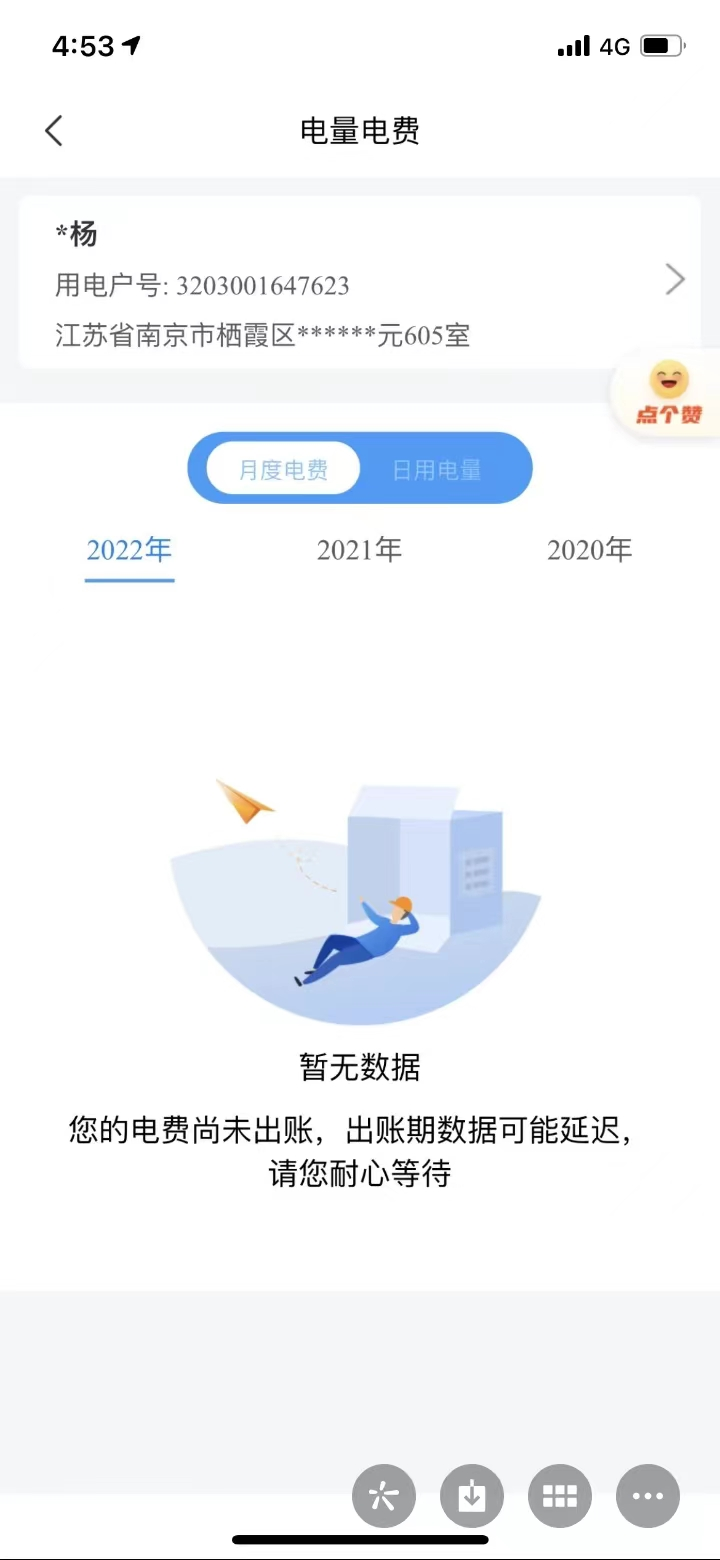 4:53
4G
电量电费
*杨
用电户号: 3203001647623
江苏省南京市栖霞区******元605室
点个赞
月度电费
日用电量
2022年
2021年
2020年
暂无数据
您的电费尚未出账，出账期数据可能延迟，
请您耐心等待